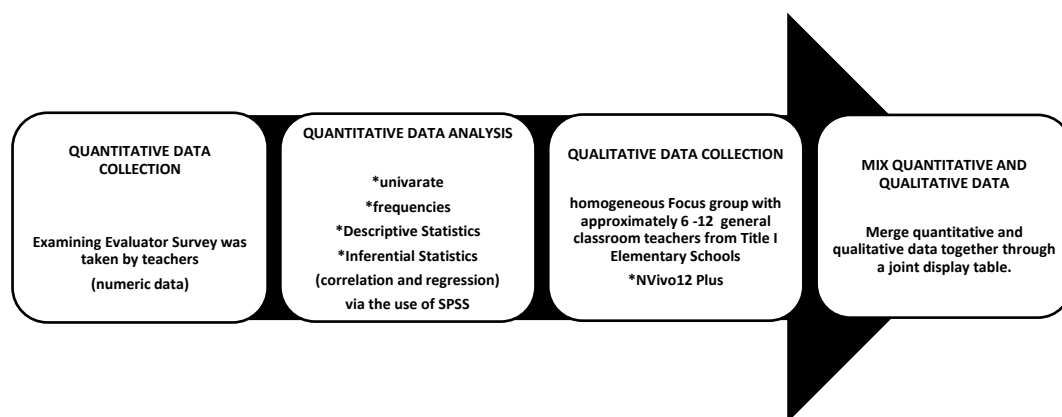 QUANTITATIVE DATA
COLLECTION
Examining Evaluator Survey was
taken by teachers
(numeric data)
QUANTITATIVE DATA ANALYSIS
*univarate
*frequencies
*Descriptive Statistics
*Inferential Statistics
(correlation and regression)
via the use of SPSS
QUALITATIVE DATA COLLECTION
homogeneous Focus group with
approximately 6 -12 general
classroom teachers from Title I
Elementary Schools
*NVivo12 Plus
MIX QUANTITATIVE AND
QUALITATIVE DATA
Merge quantitative and
qualitative data together through
a joint display table.